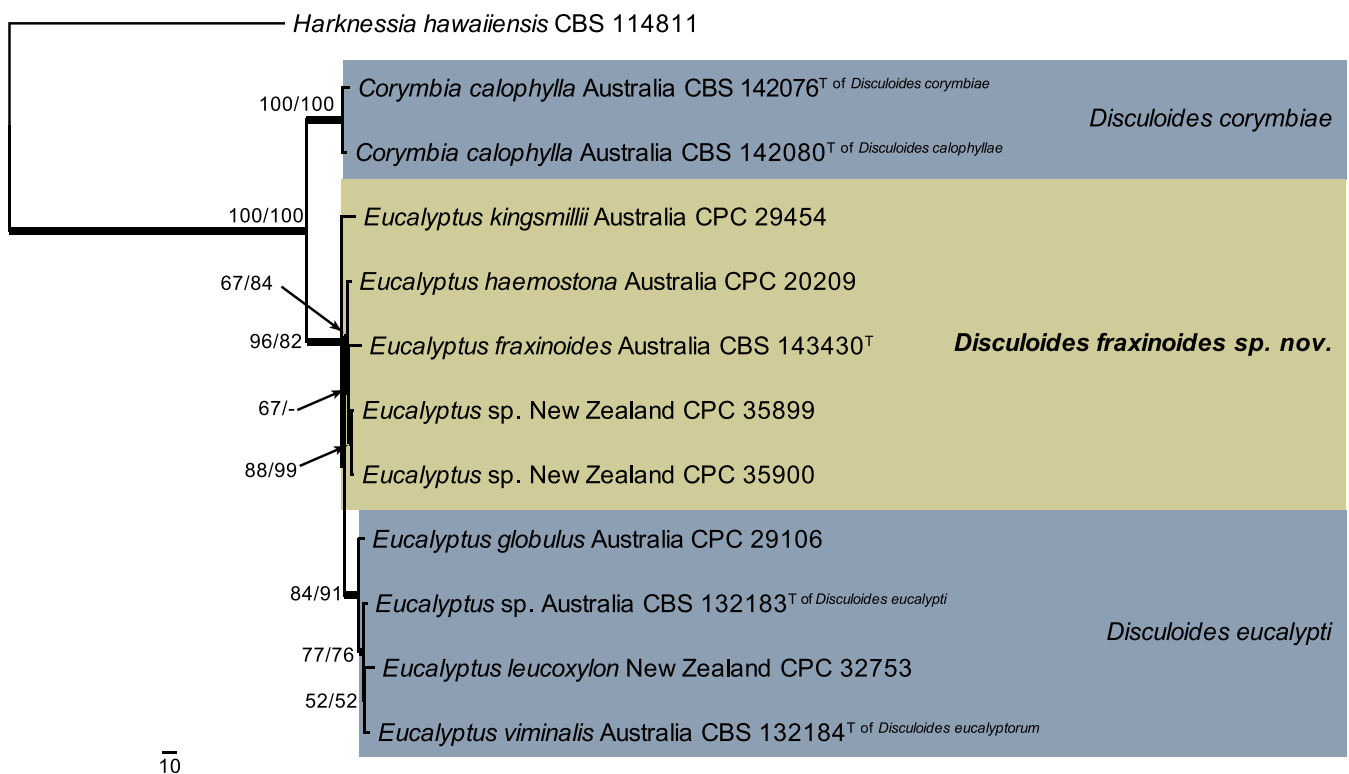 Harknessia hawaiiensis CBS 114811
100/100
Corymbia calophylla Australia CBS 142076T of Disculoides corymbiae
Disculoides corymbiae
Corymbia calophylla Australia CBS 142080T of Disculoides calophyllae
100/100
Eucalyptus kingsmillii Australia CPC 29454
67/84
Eucalyptus haemostona Australia CPC 20209
96/82
Eucalyptus fraxinoides Australia CBS 143430T
Disculoides fraxinoides sp. nov.
67/-
Eucalyptus sp. New Zealand CPC 35899
88/99
Eucalyptus sp. New Zealand CPC 35900
Eucalyptus globulus Australia CPC 29106
84/91
Eucalyptus sp. Australia CBS 132183T of Disculoides eucalypti
Disculoides eucalypti
77/76
Eucalyptus leucoxylon New Zealand CPC 32753
52/52
Eucalyptus viminalis Australia CBS 132184T of Disculoides eucalyptorum
10